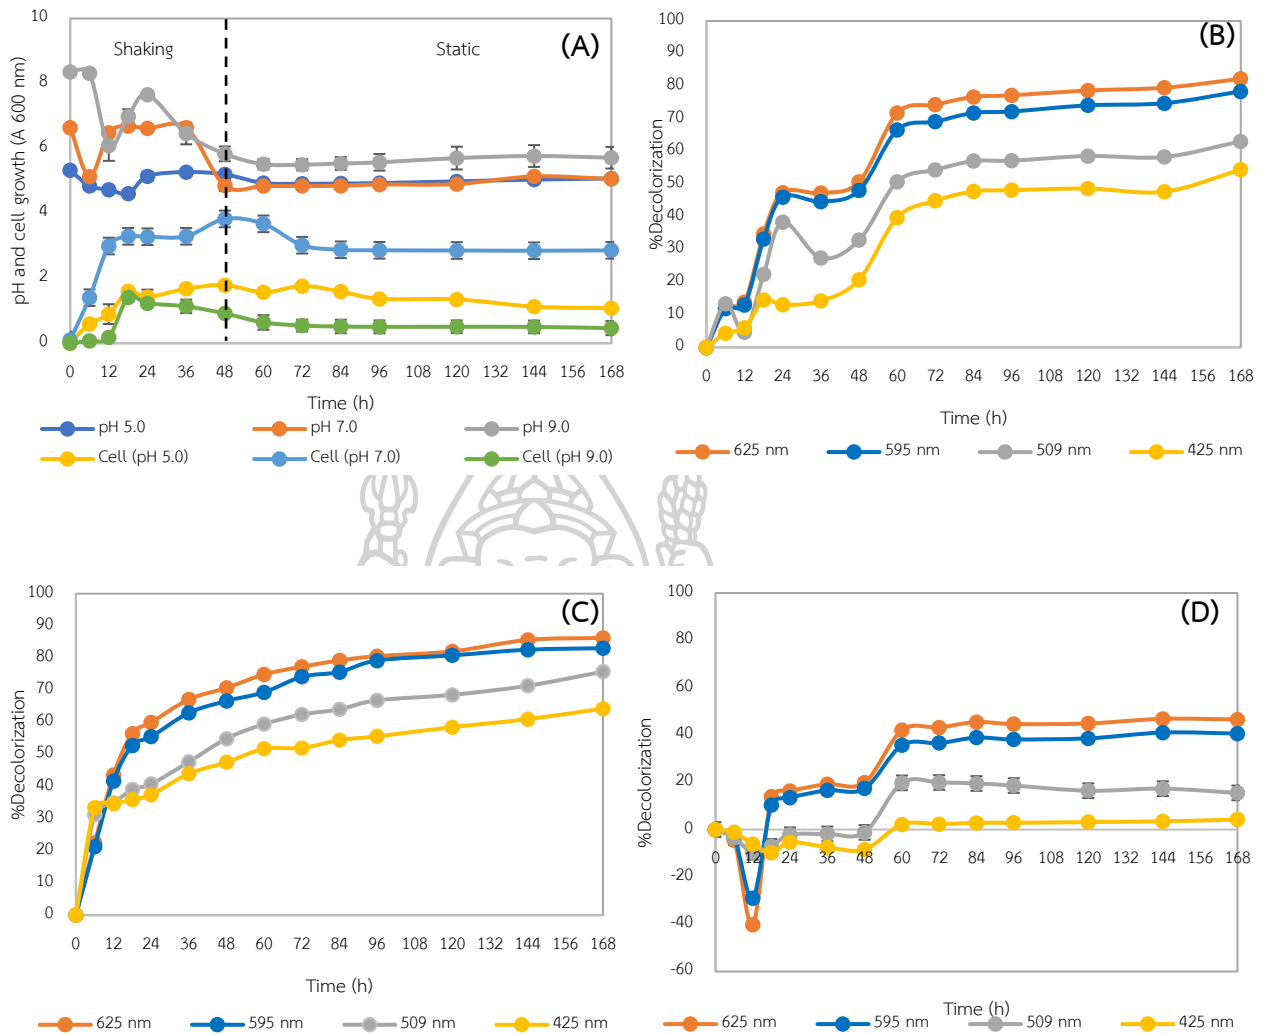 (A)
Shaking
Static
pH and cell growth (A 600 nm)
10
8
6
4
2
0
0 12 24 36 48 60 72 84 96 108 120 132 144 156 168
Time (h)
pH 5.0 pH 7.0 pH 9.0
Cell (pH 5.0) Cell (pH 7.0) Cell (pH 9.0)
(B)
%Decolorization
100
90
80
70
60
50
40
30
20
10
0
0 12 24 36 48 60 72 84 96 108 120 132 144 156 168
Time (h)
625 nm 595 nm 509 nm 425 nm
(C)
%Decolorization
100
90
80
70
60
50
40
30
20
10
0
0 12 24 36 48 60 72 84 96 108 120 132 144 156 168
Time (h)
625 nm 595 nm 509 nm 425 nm
(D)
%Decolorization
100
80
60
40
20
0
-20
-40
-60
0 12 24 36 48 60 72 84 96 108 120 132 144 156 168
Time (h)
625 nm 595 nm 509 nm 425 nm